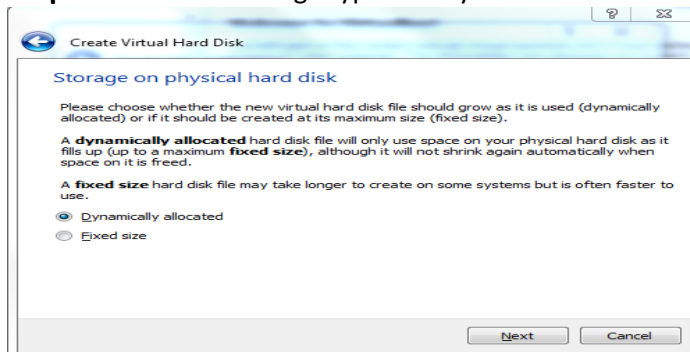 Create Virtual Hard Disk
Storage on physical hard disk
Please choose whether the new virtual hard disk file should grow as it is used (dynamically
allocated) or if it should be created at its maximum size (fixed size).
A dynamically allocated hard disk file will only use space on your physical hard disk as it
fills up (up to a maximum fixed size), although it will not shrink again automatically when
space on it is freed.
A fixed size hard disk file may take longer to create on some systems but is often faster to
use.
Dynamically allocated
Fixed size
Next Cancel